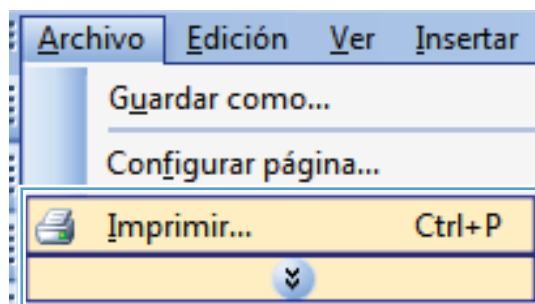 Archivo Edición Ver Insertar
Guardar como...
Configurar página...
Imprimir... Ctrl+P